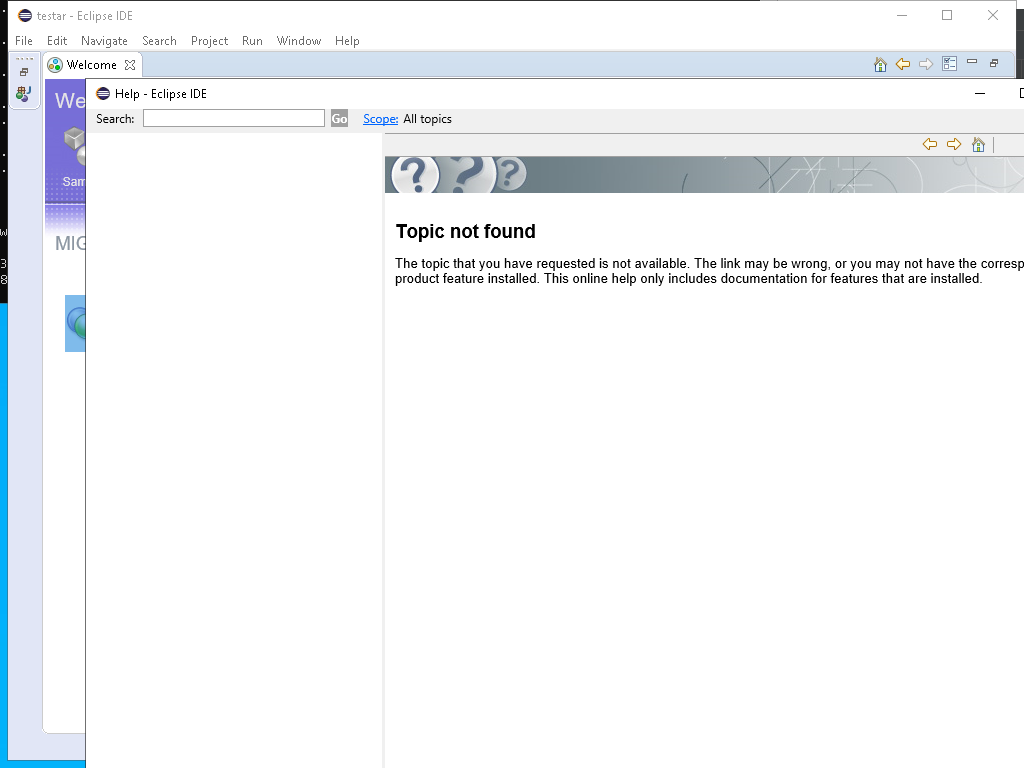 testar - Eclipse IDE
File Edit Navigate Search Project Run Window Help
Welcome
We
Sam
MIG
W
3
8
Help - Eclipse IDE
Search: Go Scope: All topics
Topic not found
The topic that you have requested is not available. The link may be wrong, or you may not have the corresp
product feature installed. This online help only includes documentation for features that are installed.